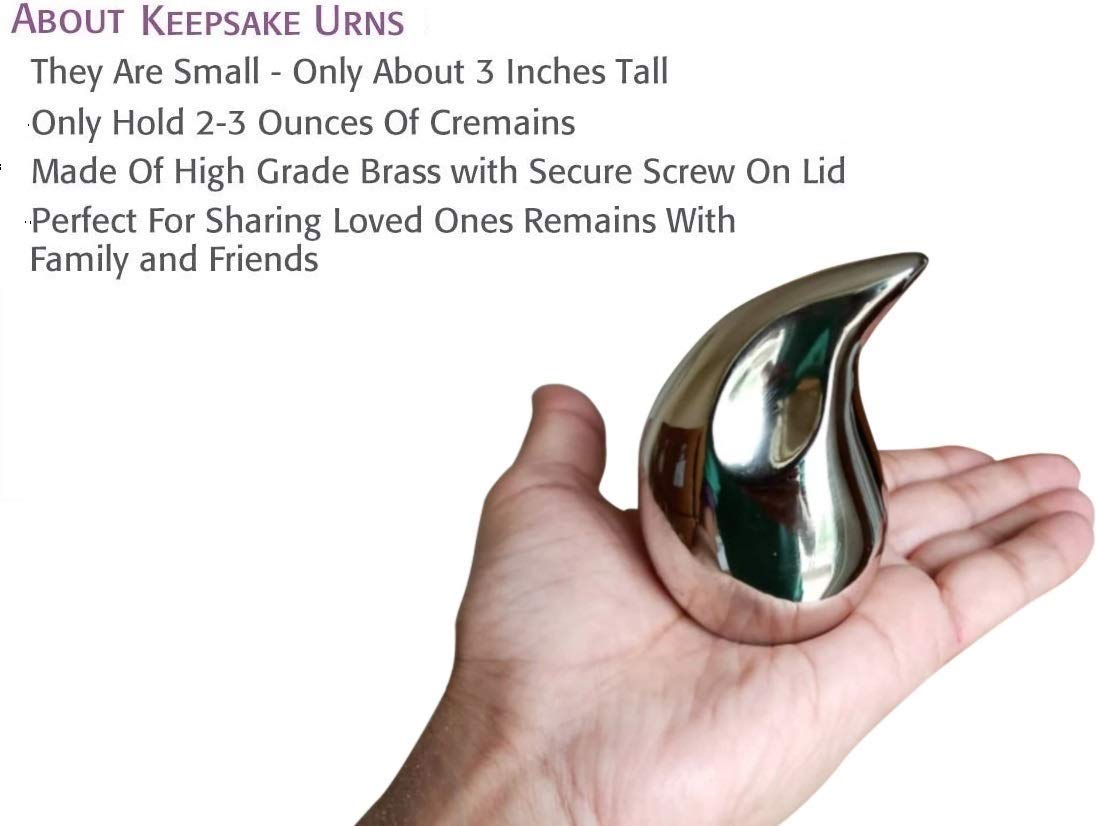 About Keepsake Urns
They Are Small - Only About 3 Inches Tall
Only Hold 2-3 Ounces Of Cremains
Made Of High Grade Brass with Secure Screw On Lid
Perfect For Sharing Loved Ones Remains With
Family and Friends